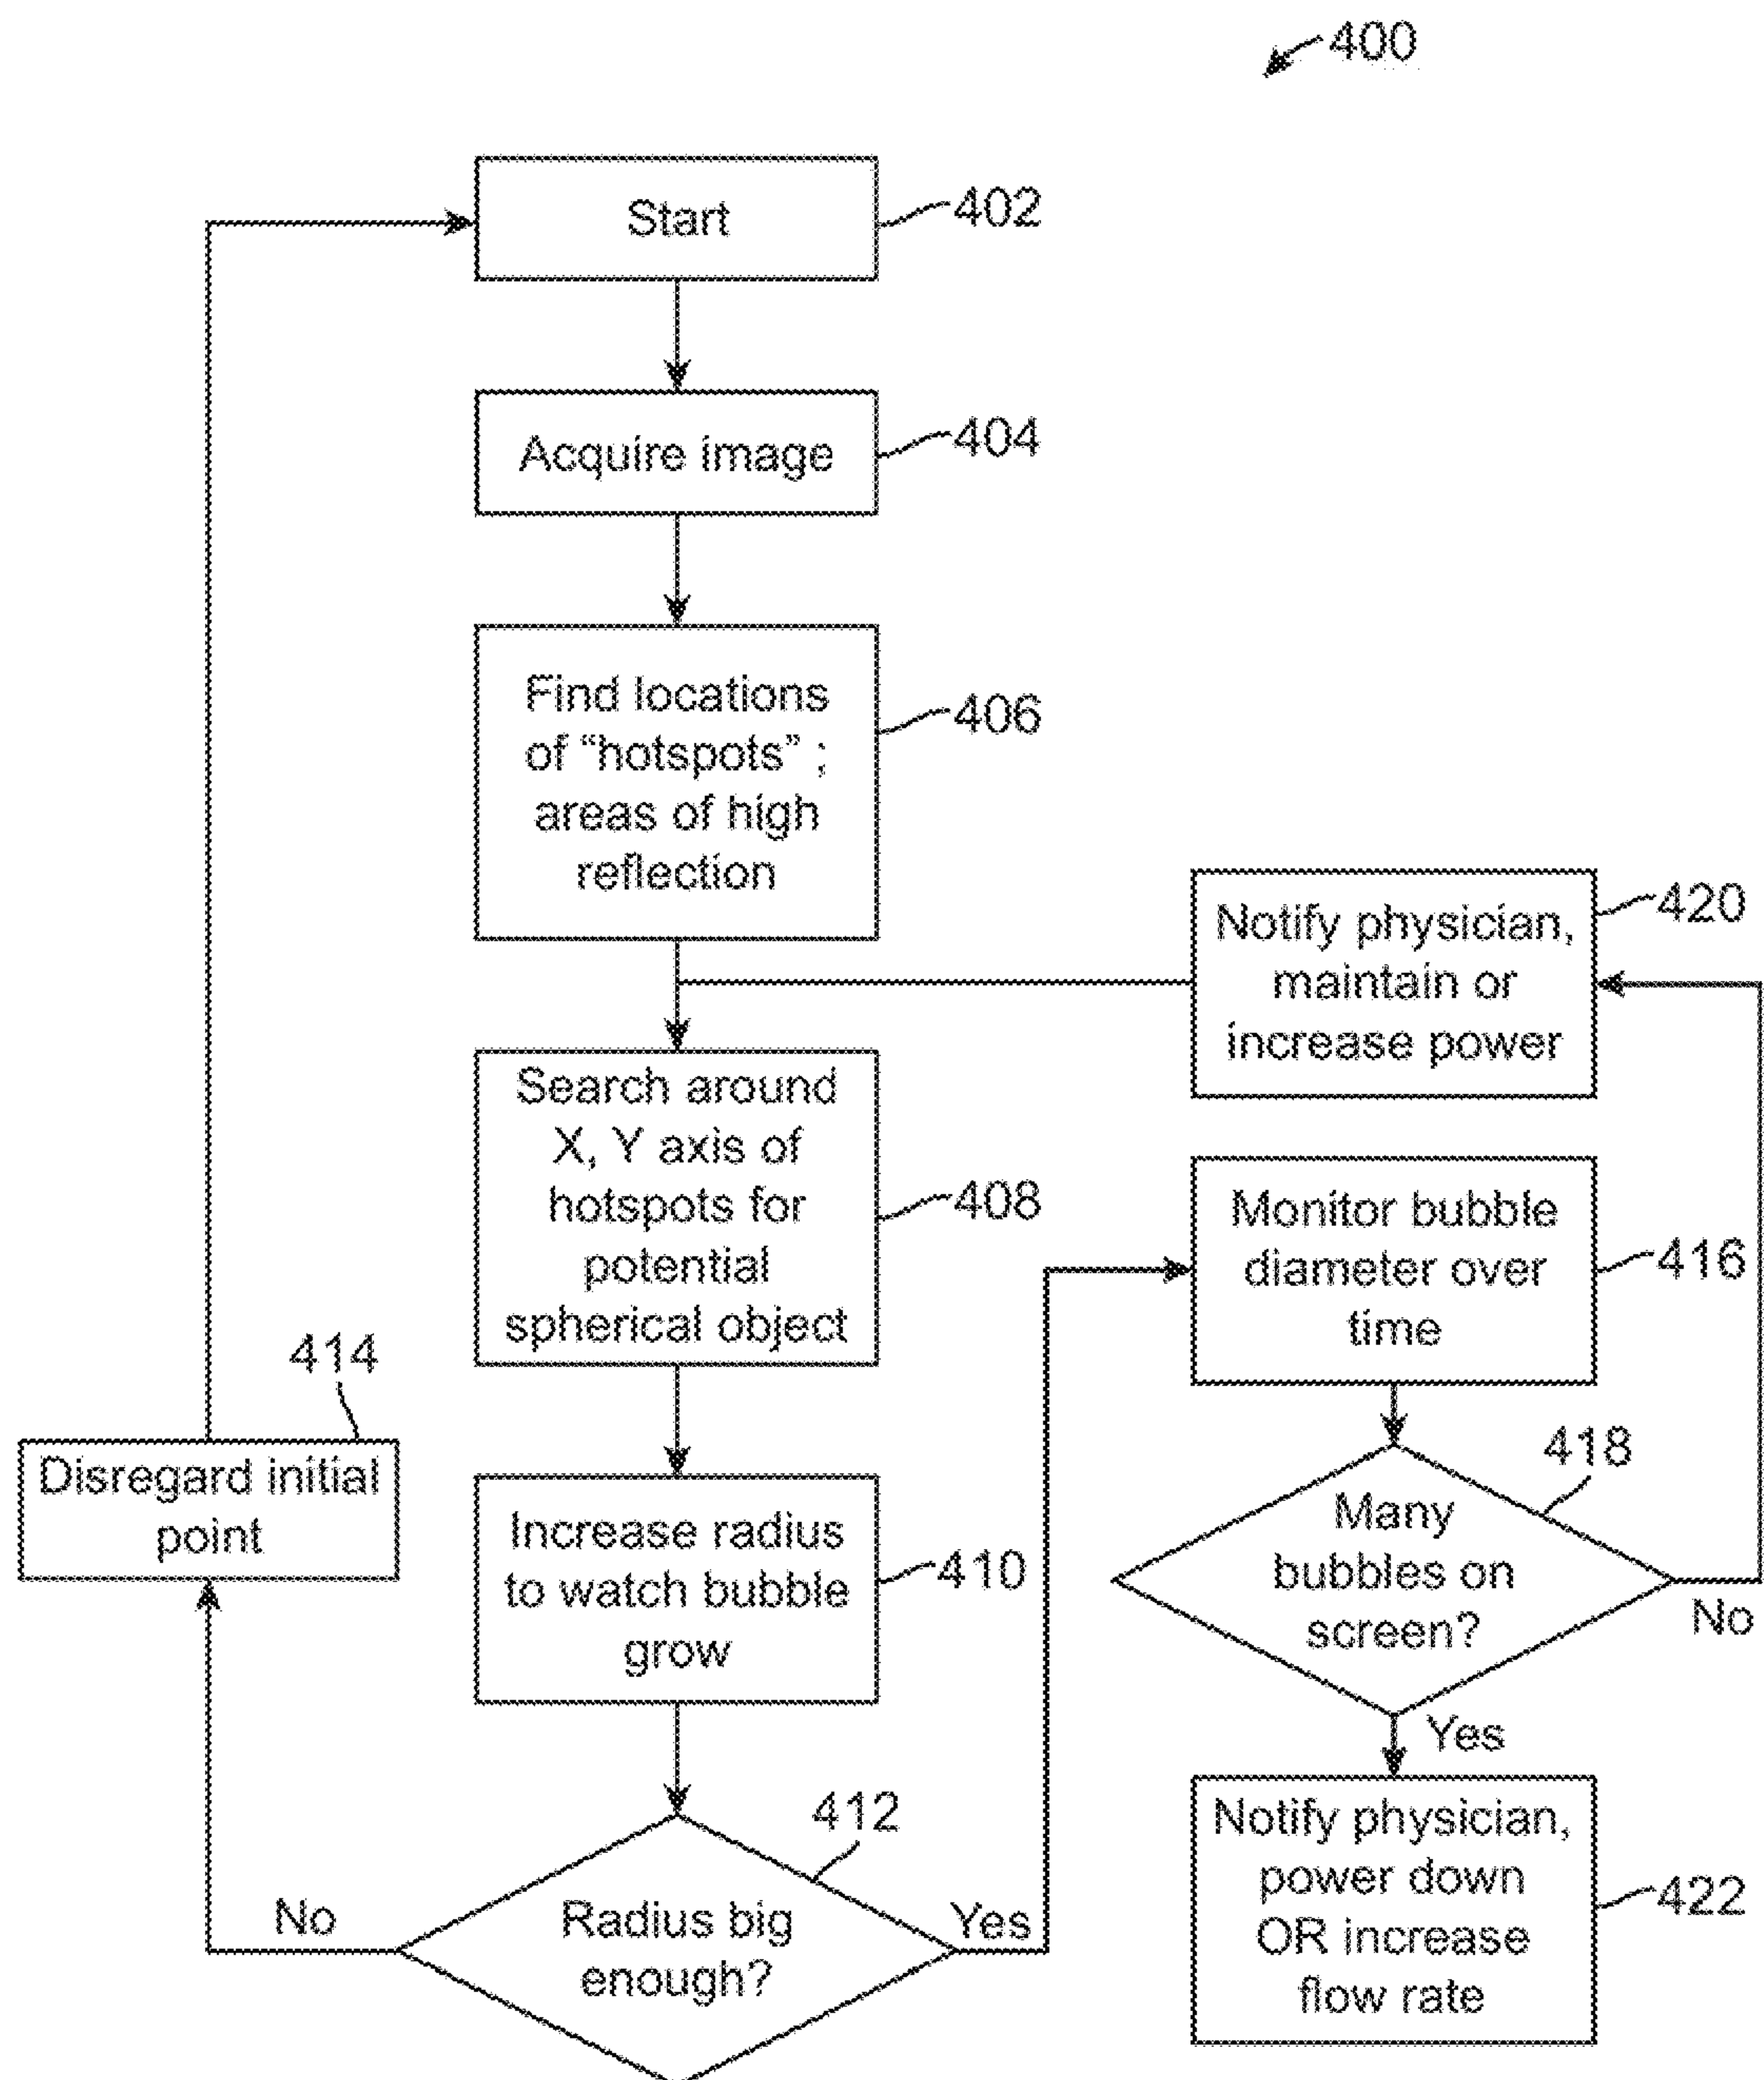 400
Start
402
Acquire image
404
Find locations
of “hotspots” ;
areas of high
reflection
406
Notify physician,
maintain or
increase power
420
Search around
X, Y axis of
hotspots for
potential
spherical object
408
Monitor bubble
diameter over
time
416
414
Disregard initial
point
Increase radius
to watch bubble
grow
410
418
Many
bubbles on
screen?
No
Yes
412
Radius big
enough?
No
Yes
Notify physician,
power down
OR increase
flow rate
422